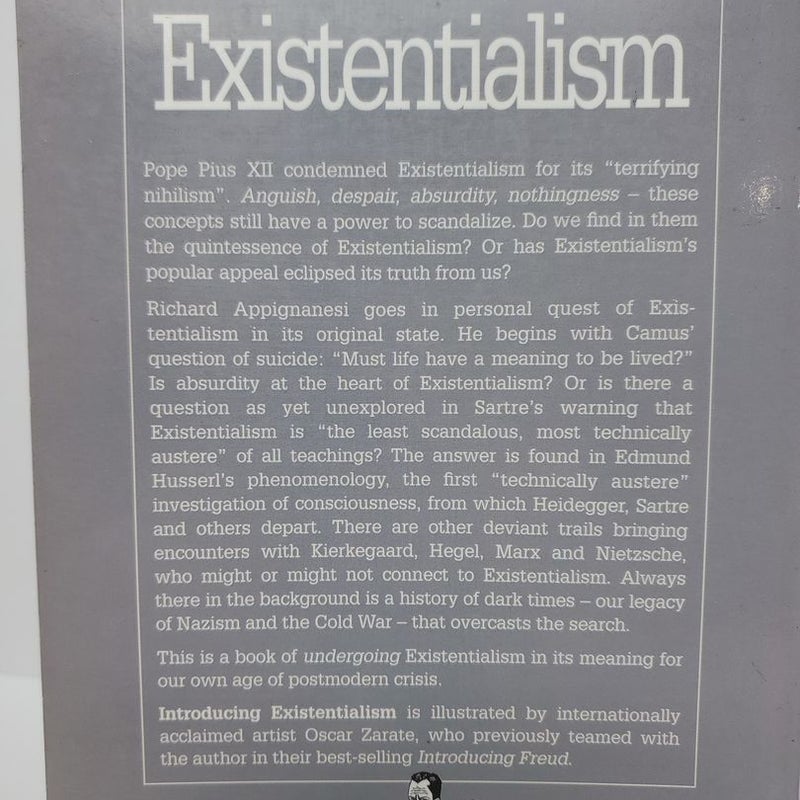 Existentialism
Pope Pius XII condemned Existentialism for its “terrifying
nihilism”. Anguish, despair, absurdity, nothingness – these
concepts still have a power to scandalize. Do we find in them
the quintessence of Existentialism? Or has Existentialism’s
popular appeal eclipsed its truth from us?
Richard Appignanesi goes in personal quest of Exis-
tentialism in its original state. He begins with Camus’
question of suicide: “Must life have a meaning to be lived?”
Is absurdity at the heart of Existentialism? Or is there a
question as yet unexplored in Sartre’s warning that
Existentialism is “the least scandalous, most technically
austere” of all teachings? The answer is found in Edmund
Husserl’s phenomenology, the first “technically austere”
investigation of consciousness, from which Heidegger, Sartre
and others depart. There are other deviant trails bringing
encounters with Kierkegaard, Hegel, Marx and Nietzsche,
who might or might not connect to Existentialism. Always
there in the background is a history of dark times – our legacy
of Nazism and the Cold War – that overcasts the search.
This is a book of undergoing Existentialism in its meaning for
our own age of postmodern crisis.
Introducing Existentialism is illustrated by internationally
acclaimed artist Oscar Zarate, who previously teamed with
the author in their best-selling Introducing Freud.